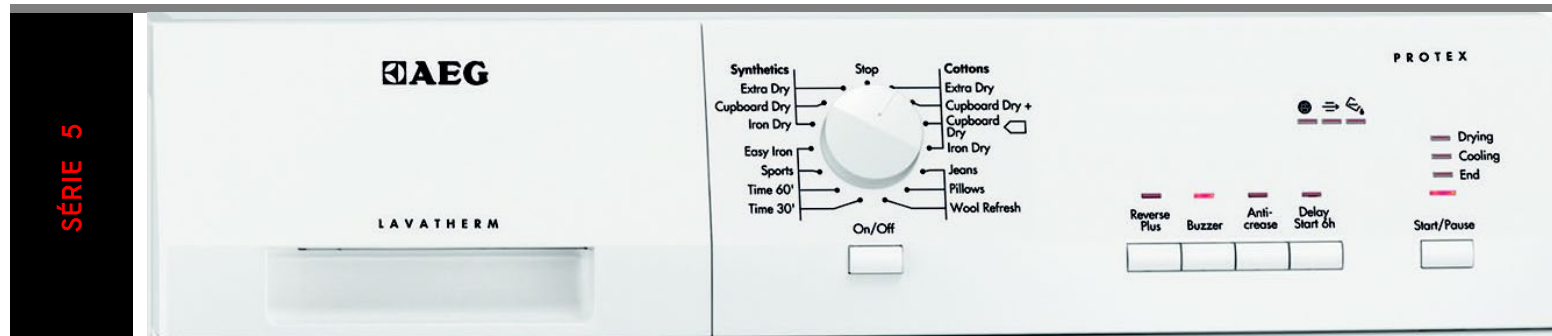 SÉRIE 5
AEG
LAVATHERM
Stop
Synthetics
Extra Dry
Cupboard Dry
Iron Dry
Easy Iron
Sports
Time 60'
Time 30'
Cottons
Extra Dry
Cupboard Dry +
Cupboard
Dry
Iron Dry
Jeans
Pillows
Wool Refresh
On/Off
PROTEX
Drying
Cooling
End
Reverse
Plus
Buzzer
Anti-
crease
Delay
Start 6h
Start/Pause